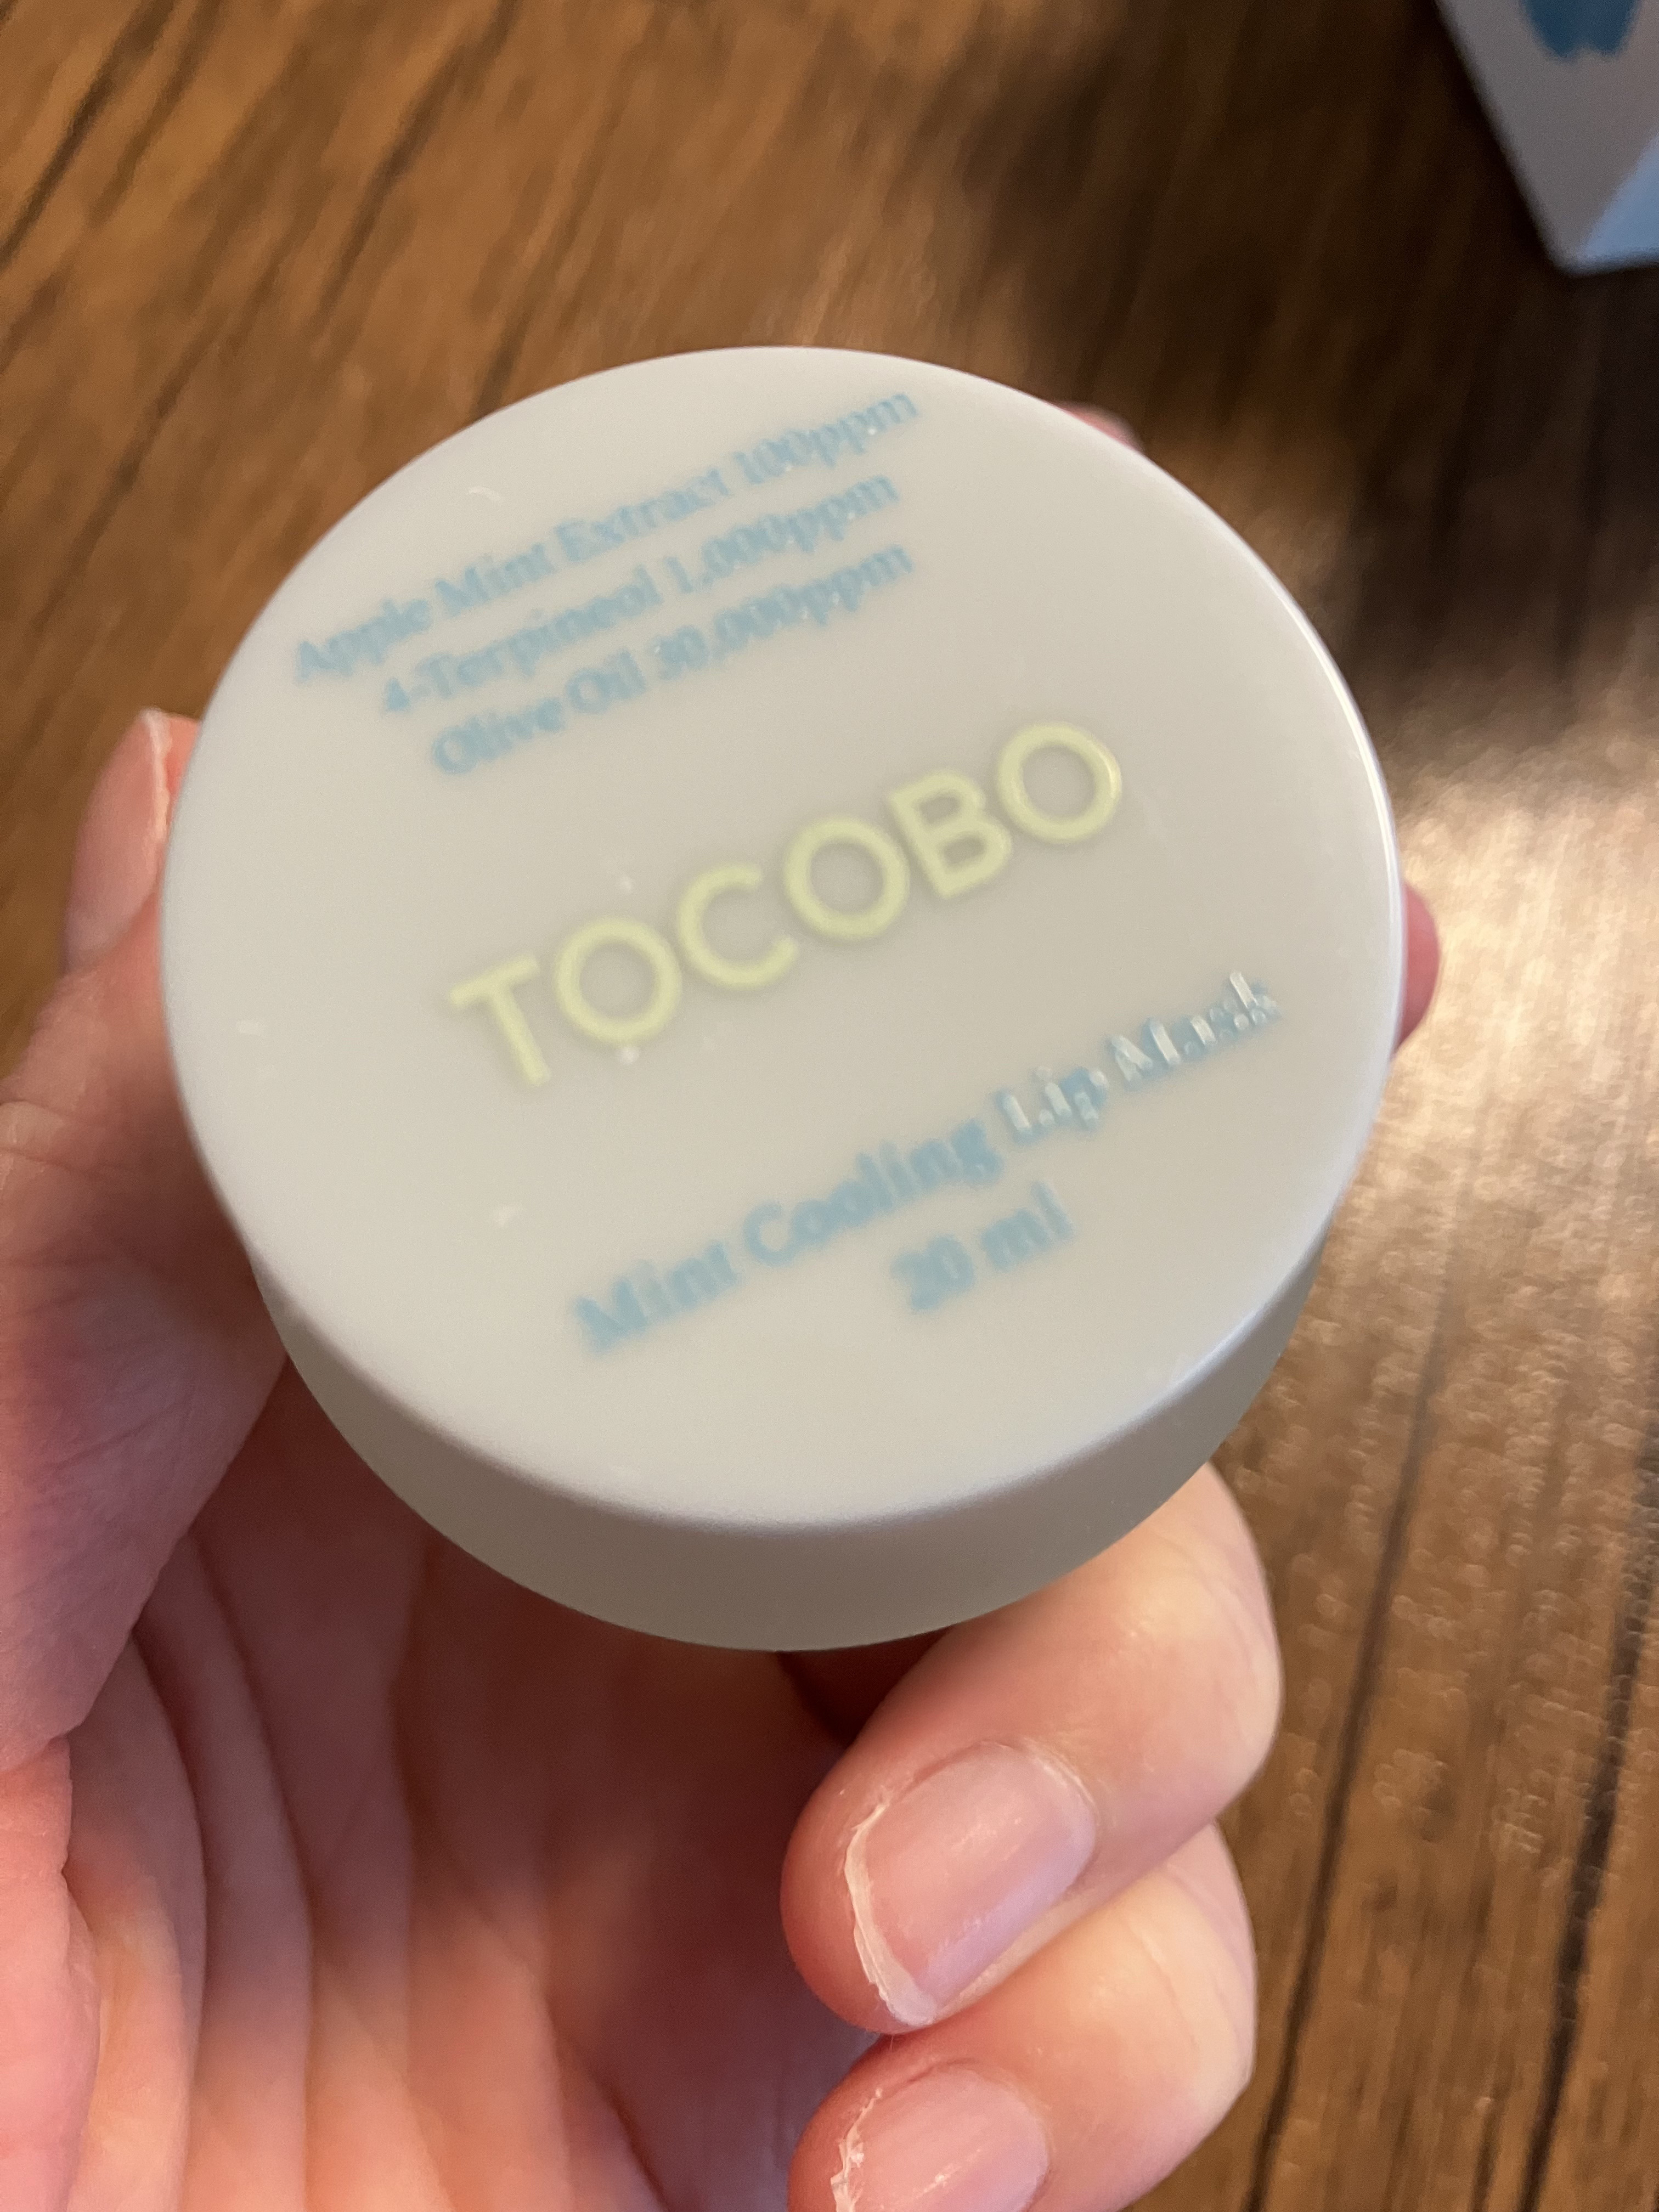 Apple Mint Extract 100ppm
4-Terpineol 1,000ppm
Olive Oil 30,000ppm
TOCOBO
Mint Cooling Lip Mask
20 ml